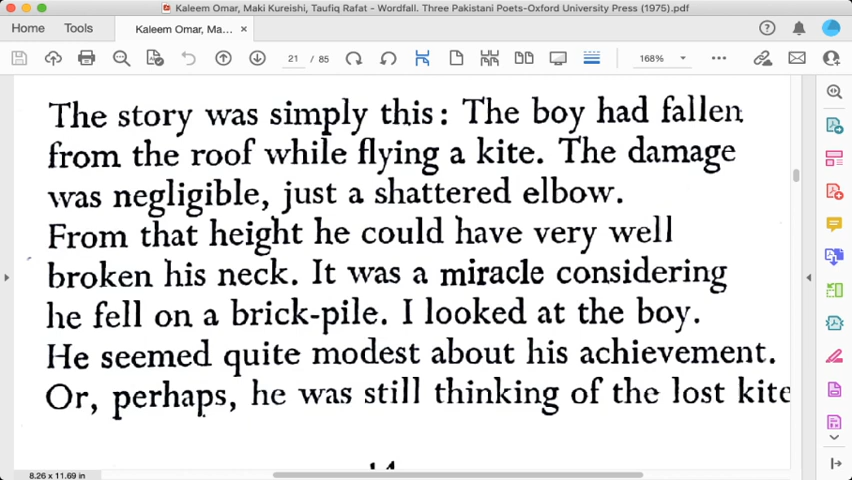 Kaleem Omar, Maki Kureishi, Taufiq Rafat - Wordfall. Three Pakistani Poets-Oxford University Press (1975).pdf
Home Tools Kaleem Omar, Ma... ×
21 / 85 168%
The story was simply this: The boy had fallen
from the roof while flying a kite. The damage
was negligible, just a shattered elbow.
From that height he could have very well
broken his neck. It was a miracle considering
he fell on a brick-pile. I looked at the boy.
He seemed quite modest about his achievement.
Or, perhaps, he was still thinking of the lost kite
8.26 x 11.69 in